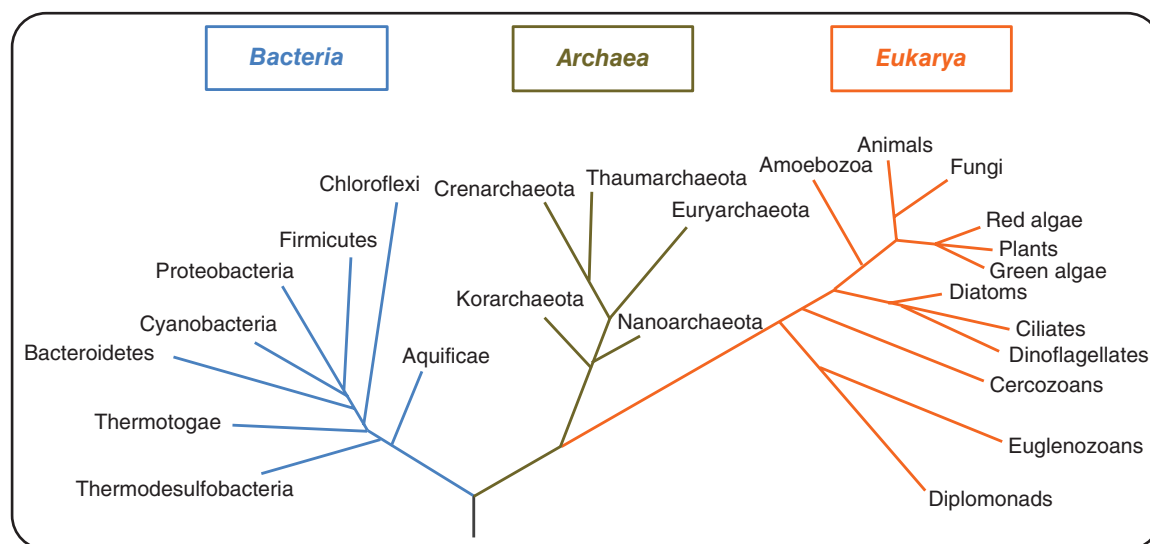 Bacteria
Archaea
Eukarya
Chloroflexi
Firmicutes
Proteobacteria
Cyanobacteria
Bacteroidetes
Aquificae
Thermotogae
Thermodesulfobacteria
Crenarchaeota
Thaumarchaeota
Euryarchaeota
Korarchaeota
Nanoarchaeota
Animals
Amoebozoa
Fungi
Red algae
Plants
Green algae
Diatoms
Ciliates
Dinoflagellates
Cercozoans
Euglenozoans
Diplomonads